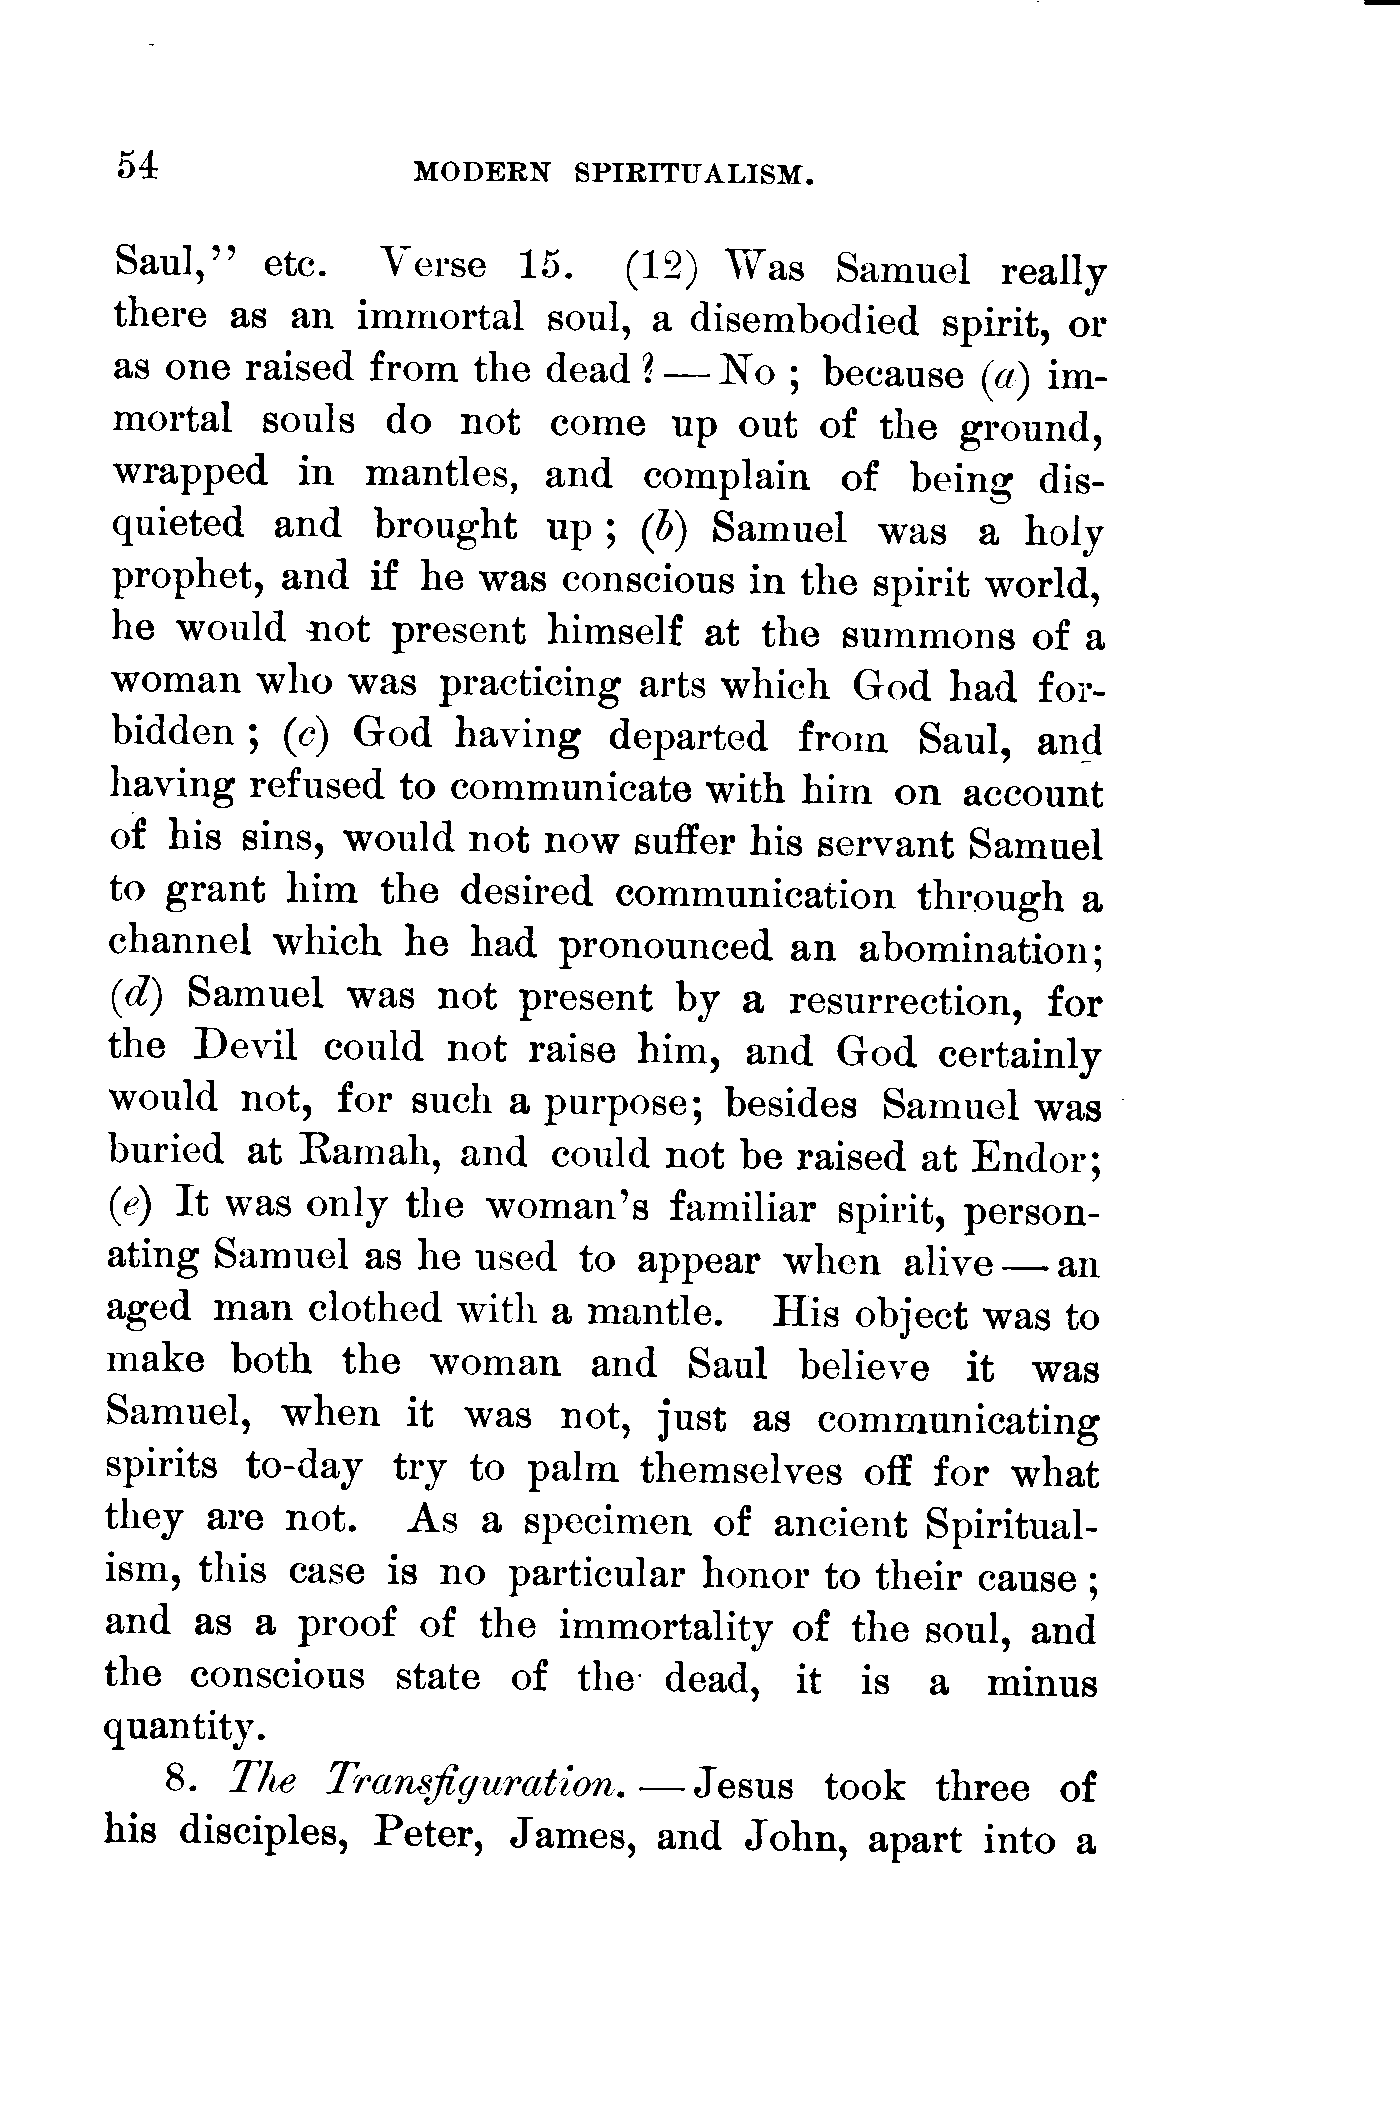 54 MODERN SPIRITUALISM.
Saul," etc. Verse 15. (12) Was Samuel really
there as an immortal soul, a disembodied spirit, or
as one raised from the dead? — No; because (a) im-
mortal souls do not come up out of the ground,
wrapped in mantles, and complain of being dis-
quieted and brought up; (b) Samuel was a holy
prophet, and if he was conscious in the spirit world,
he would not present himself at the summons of a
woman who was practicing arts which God had for-
bidden; (c) God having departed from Saul, and
having refused to communicate with him on account
of his sins, would not now suffer his servant Samuel
to grant him the desired communication through a
channel which he had pronounced an abomination;
(d) Samuel was not present by a resurrection, for
the Devil could not raise him, and God certainly
would not, for such a purpose; besides Samuel was
buried at Ramah, and could not be raised at Endor;
(e) It was only the woman's familiar spirit, person-
ating Samuel as he used to appear when alive — an
aged man clothed with a mantle. His object was to
make both the woman and Saul believe it was
Samuel, when it was not, just as communicating
spirits to-day try to palm themselves off for what
they are not. As a specimen of ancient Spiritual-
ism, this case is no particular honor to their cause;
and as a proof of the immortality of the soul, and
the conscious state of the dead, it is a minus
quantity.
8. The Transfiguration. — Jesus took three of
his disciples, Peter, James, and John, apart into a